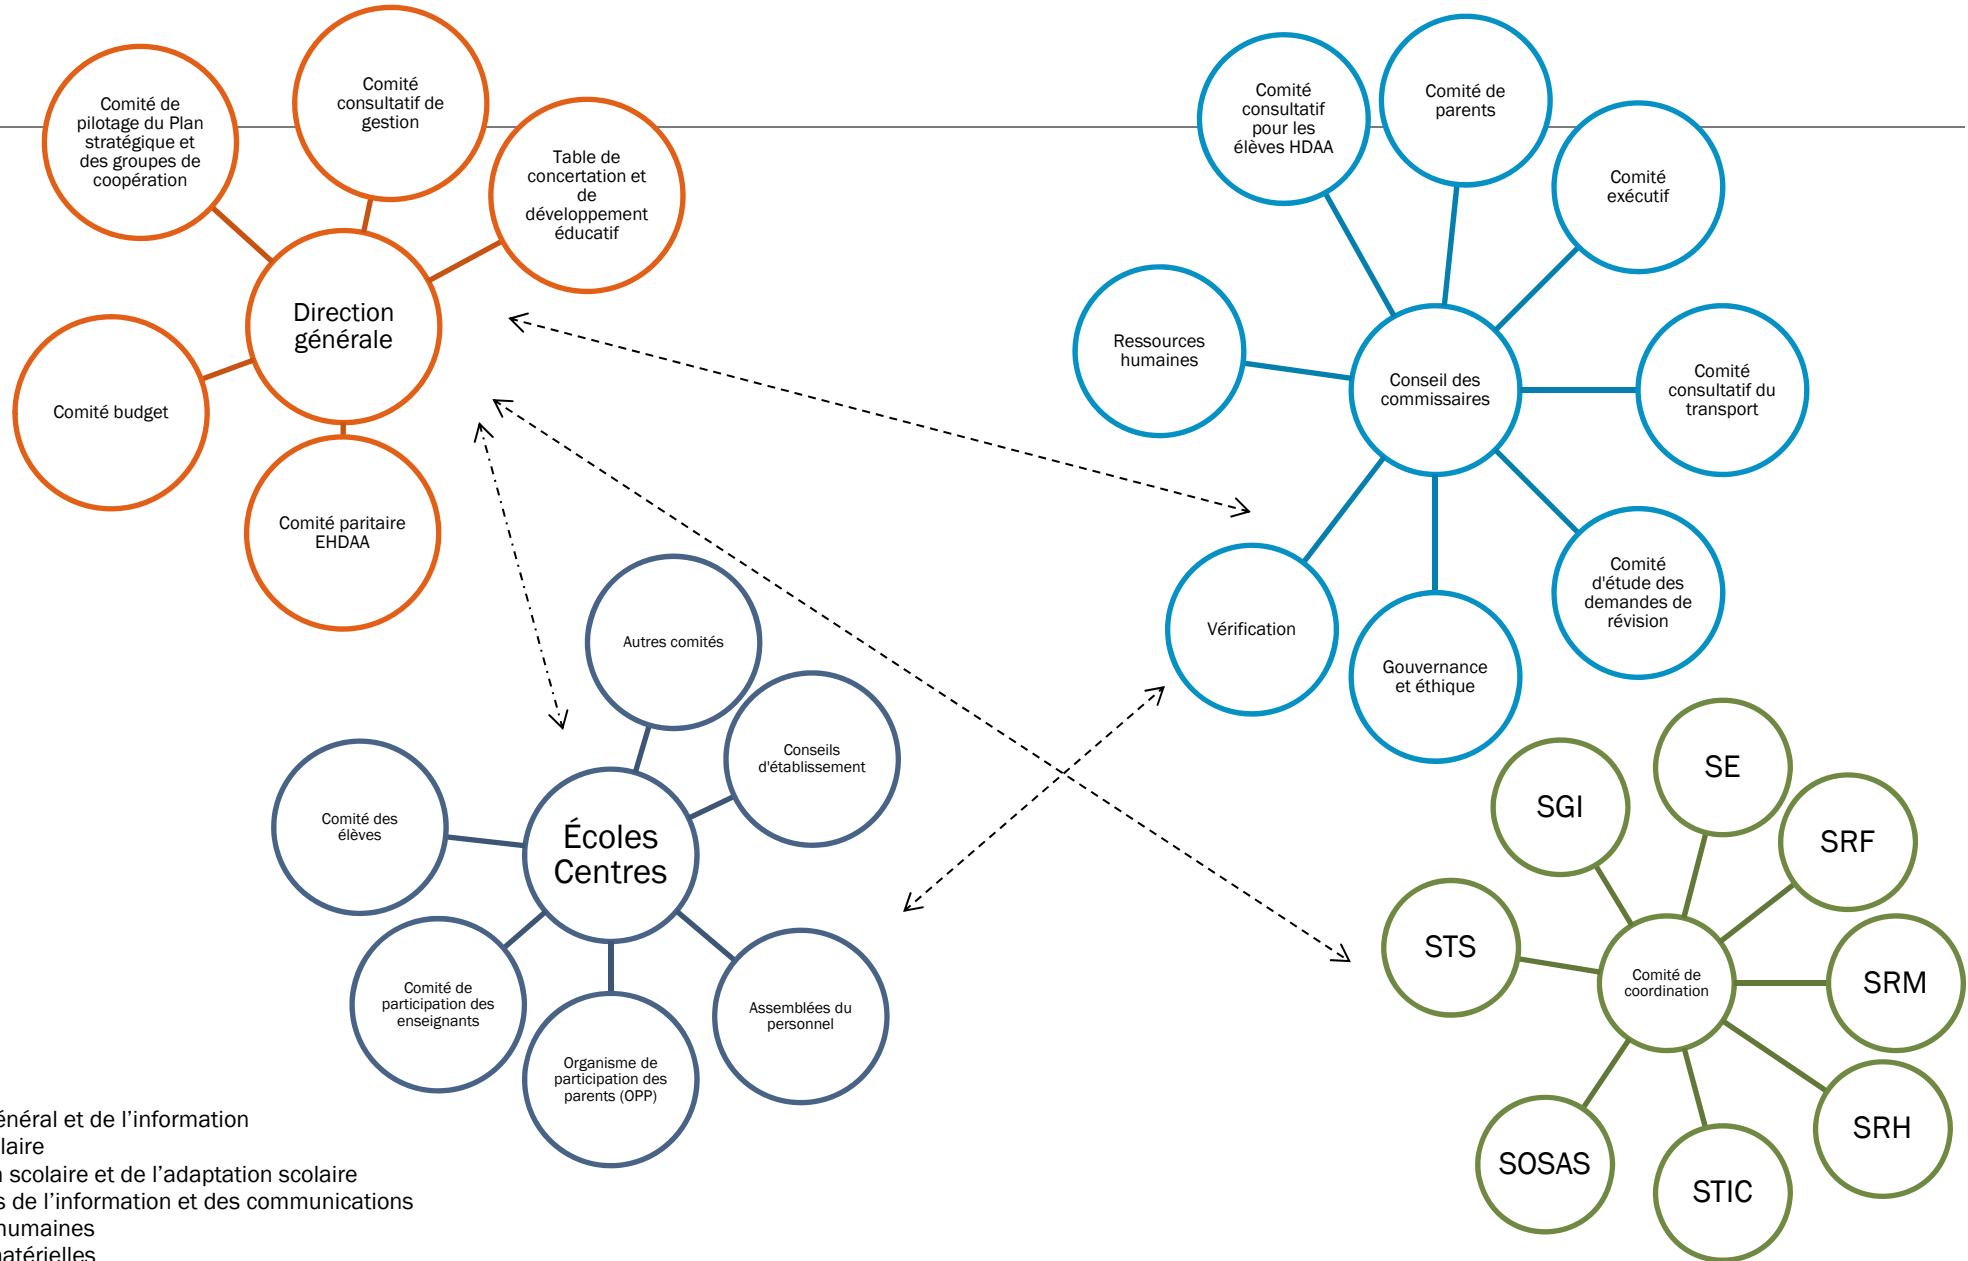 Comité de
pilotage du Plan
stratégique et
des groupes de
coopération
Comité
consultatif de
gestion
Table de
concertation et
de
développement
éducatif
Direction
générale
Comité budget
Comité paritaire
EHDAA
Comité
consultatif
pour les
élèves HDAA
Comité de
parents
Comité
exécutif
Ressources
humaines
Conseil des
commissaires
Comité
consultatif du
transport
Comité
d'étude des
demandes de
révision
Gouvernance
et éthique
Vérification
Autres comités
Conseils
d'établissement
Comité des
élèves
Écoles
Centres
Comité de
participation des
enseignants
Organisme de
participation des
parents (OPP)
Assemblées du
personnel
SE
SGI
SRF
STS
Comité de
coordination
SRM
SRH
SOSAS
STIC
énéral et de l’information
laire
n scolaire et de l’adaptation scolaire
s de l’information et des communications
humaines
natérielles